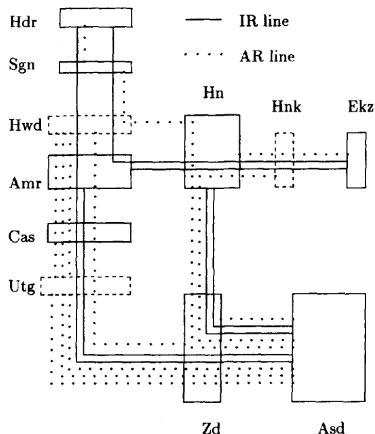 Hdr
IR line
Sgn
AR line
Hn
Hwd
Hnk
Ekz
Amr
Cas
Utg
Zd
Asd